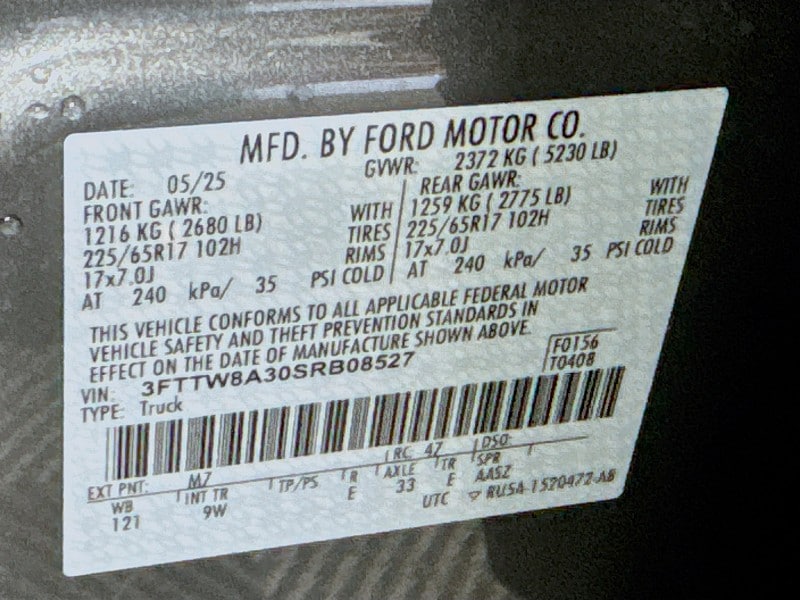 MFD. BY FORD MOTOR CO.
DATE: 05/25
GVWR: 2372 KG ( 5230 LB)
FRONT GAWR:
1216 KG ( 2680 LB)
WITH
225/65R17 102H
TIRES
17x7.0J
RIMS
AT 240 kPa/ 35 PSI COLD
REAR GAWR:
1259 KG ( 2775 LB)
WITH
225/65R17 102H
TIRES
17x7.0J
RIMS
AT 240 kPa/ 35 PSI COLD
THIS VEHICLE CONFORMS TO ALL APPLICABLE FEDERAL MOTOR
VEHICLE SAFETY AND THEFT PREVENTION STANDARDS IN
EFFECT ON THE DATE OF MANUFACTURE SHOWN ABOVE.
VIN: 3FTTW8A30SRB08527
TYPE: Truck
F0156
T0408
EXT PNT: M7 RC: 47 DSO:
WB INT TR TP/PS R AXLE TR SPR
121 9W E 33 E AASZ
UTC ▽ RU5A-1520472-AB